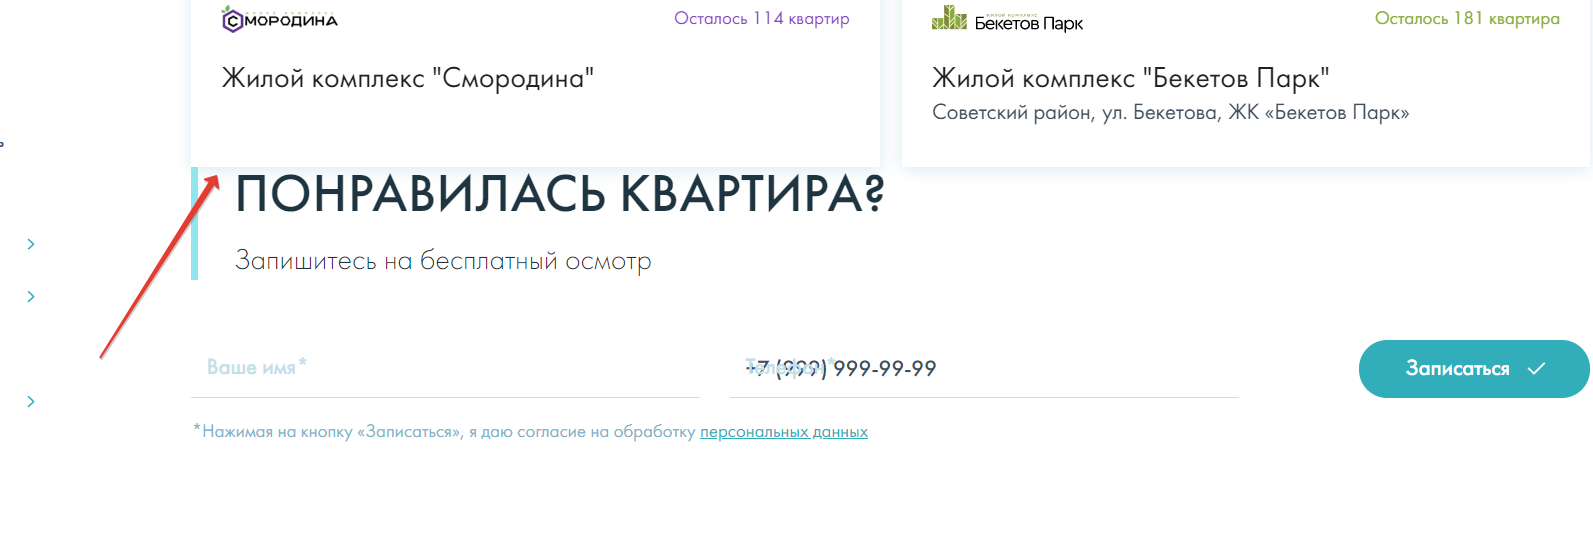 СМОРОДИНА
Осталось 114 квартир
Жилой комплекс "Смородина"
Бекетов Парк
Осталось 181 квартира
Жилой комплекс "Бекетов Парк"
Советский район, ул. Бекетова, ЖК «Бекетов Парк»
ь
ПОНРАВИЛАСЬ КВАРТИРА?
Запишитесь на бесплатный осмотр
Ваше имя*
Телефон*
+7 (999) 999-99-99
Записаться
*Нажимая на кнопку «Записаться», я даю согласие на обработку персональных данных